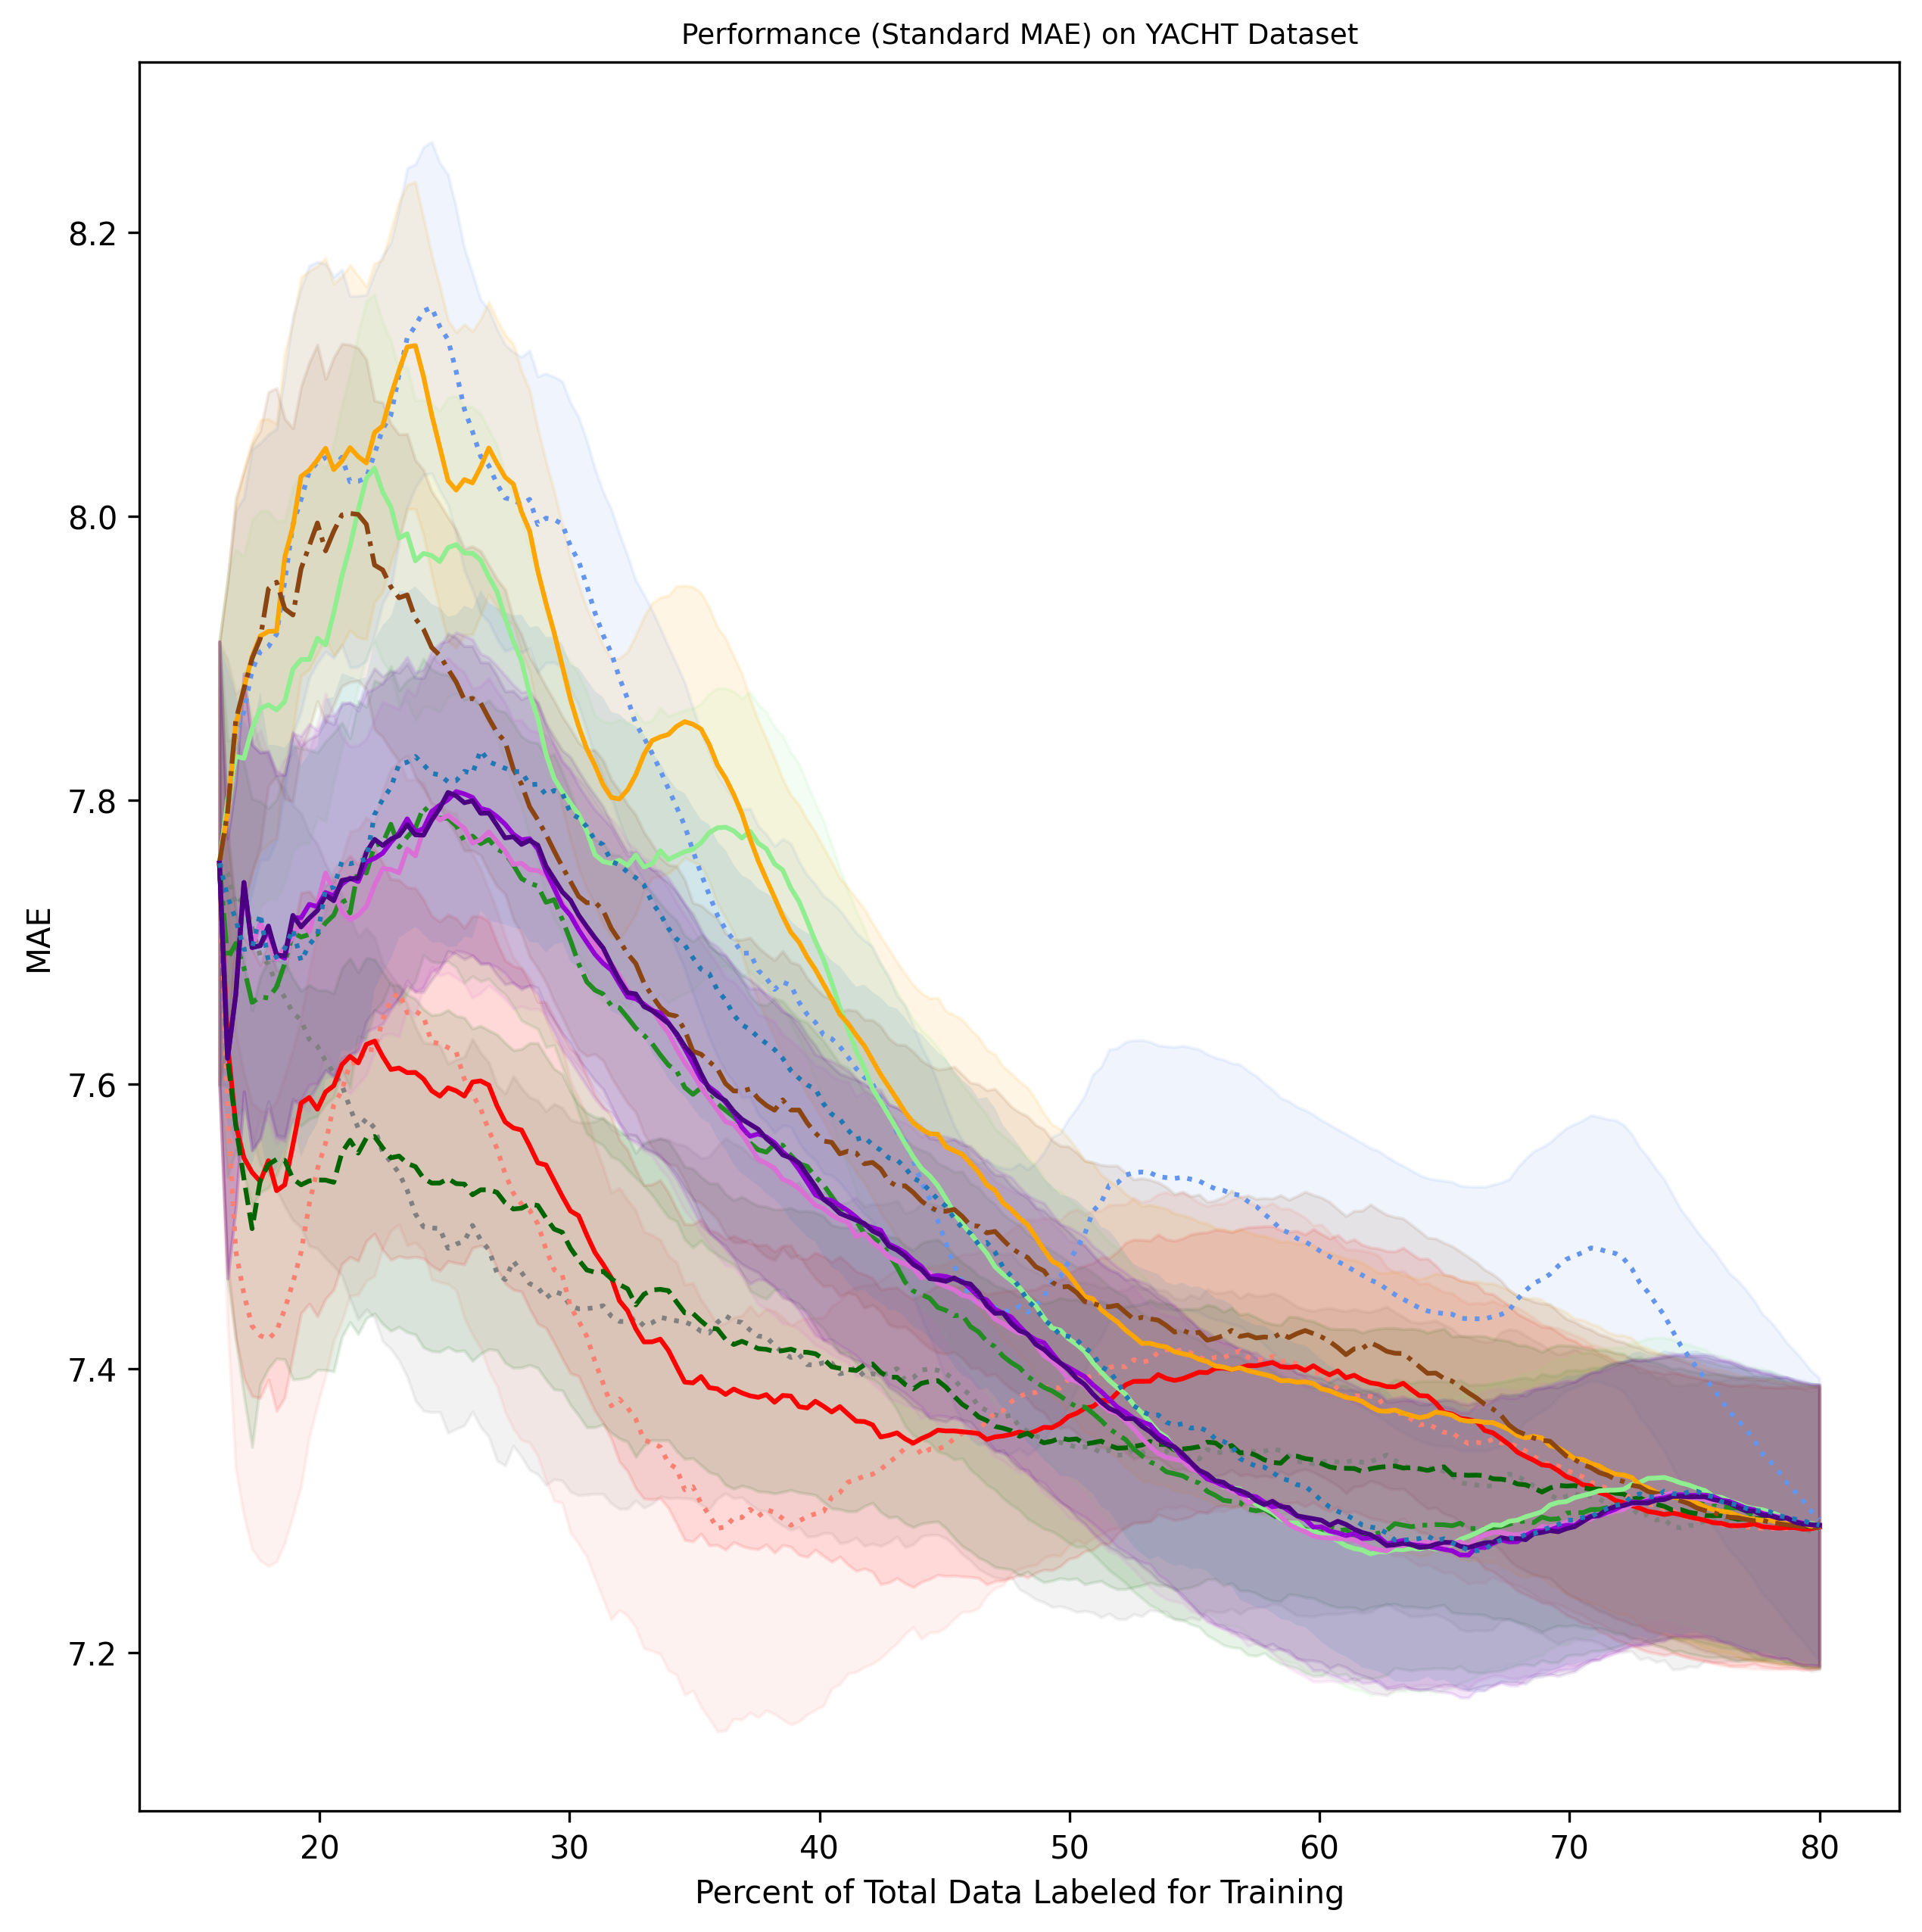 Performance (Standard MAE) on YACHT Dataset
MAE
8.2
8.0
7.8
7.6
7.4
7.2
20 30 40 50 60 70 80
Percent of Total Data Labeled for Training